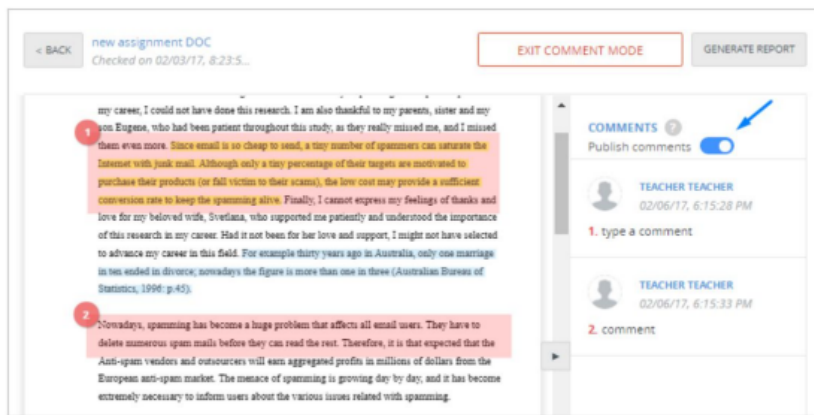 < BACK
new assignment DOC
Checked on 02/03/17, 8:23:5...
EXIT COMMENT MODE
GENERATE REPORT
my career, I could not have done this research. I am also thankful to my parents, sister and my
son Eugene, who had been patient throughout this study, as they really missed me, and I missed
them even more. Since email is so cheap to send, a tiny number of spammers can saturate the
Internet with junk mail. Although only a tiny percentage of their targets are motivated to
purchase their products (or fall victim to their scams), the low cost may provide a sufficient
conversion rate to keep the spamming alive. Finally, I cannot express my feelings of thanks and
love for my beloved wife, Svetlana, who supported me patiently and understood the importance
of this research in my career. Had it not been for her love and support, I might not have selected
to advance my career in this field. For example thirty years ago in Australia, only one marriage
in ten ended in divorce; nowadays the figure is more than one in three (Australian Bureau of
Statistics, 1996: p.45).
Nowadays, spamming has become a huge problem that affects all email users. They have to
delete numerous spam mails before they can read the rest. Therefore, it is that expected that the
Anti-spam vendors and outsourcers will earn aggregated profits in millions of dollars from the
European anti-spam market. The menace of spamming is growing day by day, and it has become
extremely necessary to inform users about the various issues related with spamming.
1
2
COMMENTS ?
Publish comments
TEACHER TEACHER
02/06/17, 6:15:28 PM
1. type a comment
TEACHER TEACHER
02/06/17, 6:15:33 PM
2. comment